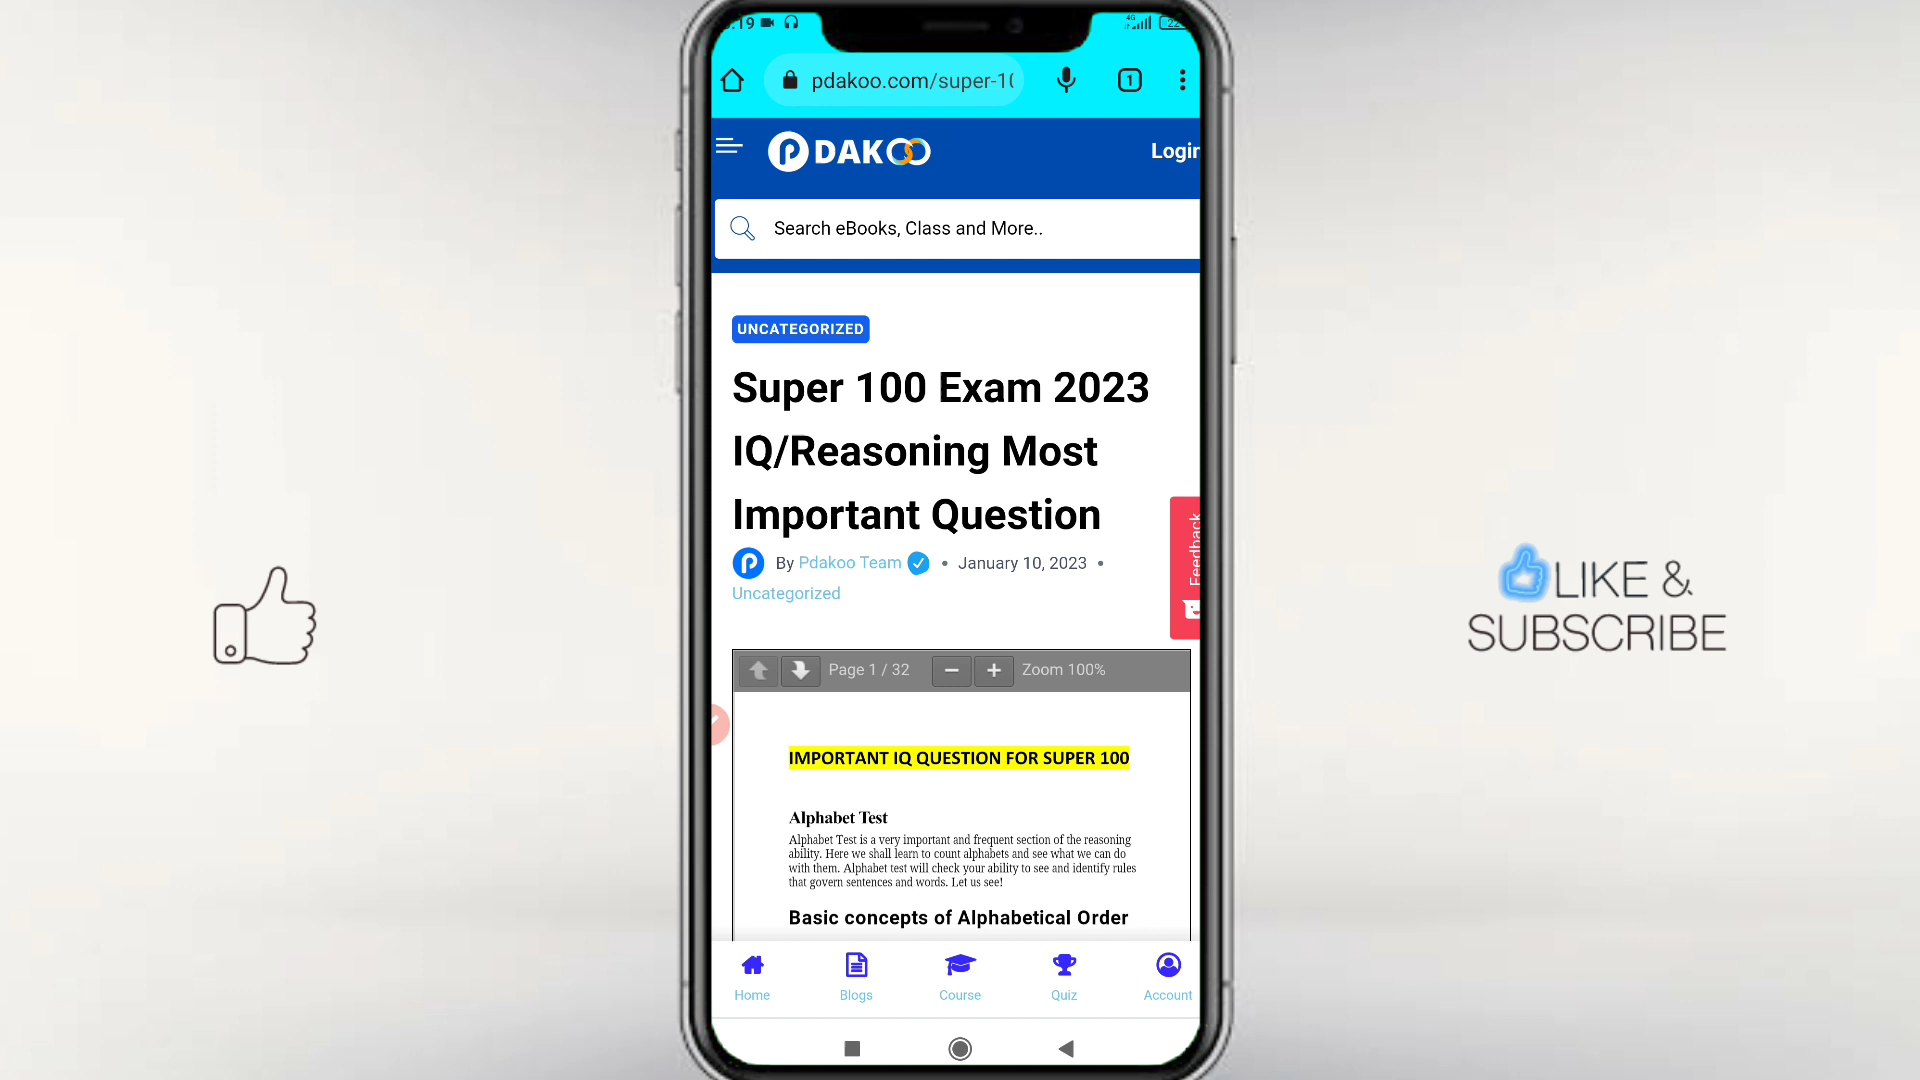 :19
4G
22
pdakoo.com/super-10
1
PDAKOO
Login
Search eBooks, Class and More..
UNCATEGORIZED
Super 100 Exam 2023
IQ/Reasoning Most
Important Question
By Pdakoo Team • January 10, 2023 •
Uncategorized
Feedback
Page 1 / 32
Zoom 100%
IMPORTANT IQ QUESTION FOR SUPER 100
Alphabet Test
Alphabet Test is a very important and frequent section of the reasoning
ability. Here we shall learn to count alphabets and see what we can do
with them. Alphabet test will check your ability to see and identify rules
that govern sentences and words. Let us see!
Basic concepts of Alphabetical Order
Home
Blogs
Course
Quiz
Account
LIKE &
SUBSCRIBE